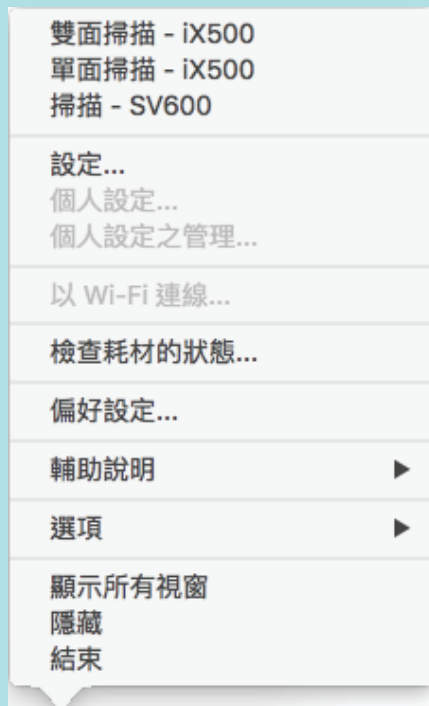 雙面掃描 - iX500
單面掃描 - iX500
掃描 - SV600
設定...
個人設定...
個人設定之管理...
以 Wi-Fi 連線...
檢查耗材的狀態...
偏好設定...
輔助說明
選項
顯示所有視窗
隱藏
結束